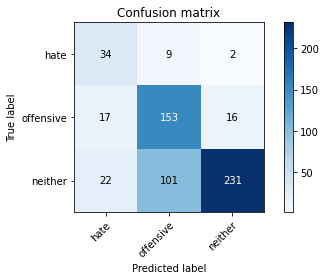 Confusion matrix
True label
hate
offensive
neither
34 9 2
17 153 16
22 101 231
hate
offensive
neither
Predicted label
200
150
100
50